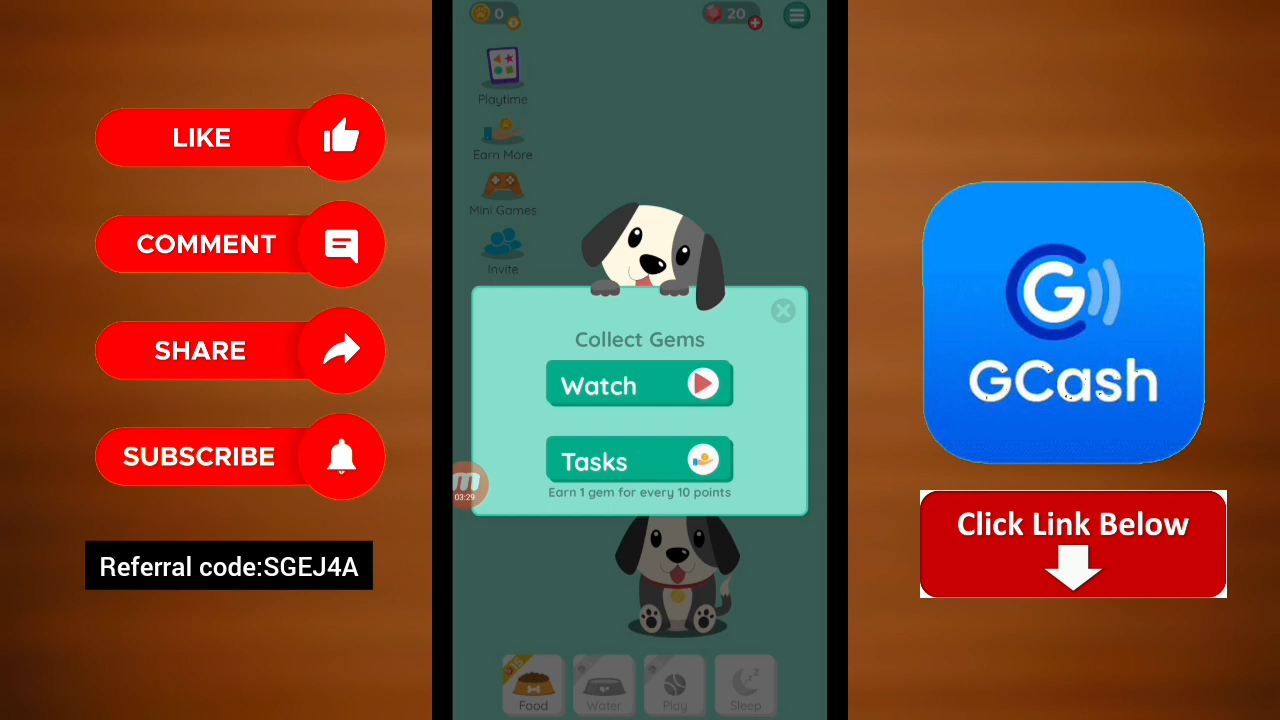 LIKE
COMMENT
SHARE
SUBSCRIBE
Referral code:SGEJ4A
0
20
Playtime
Earn More
Mini Games
Invite
Collect Gems
Watch
Tasks
Earn 1 gem for every 10 points
m
03:29
15
Food
Water
Play
Sleep
G
GCash
Click Link Below